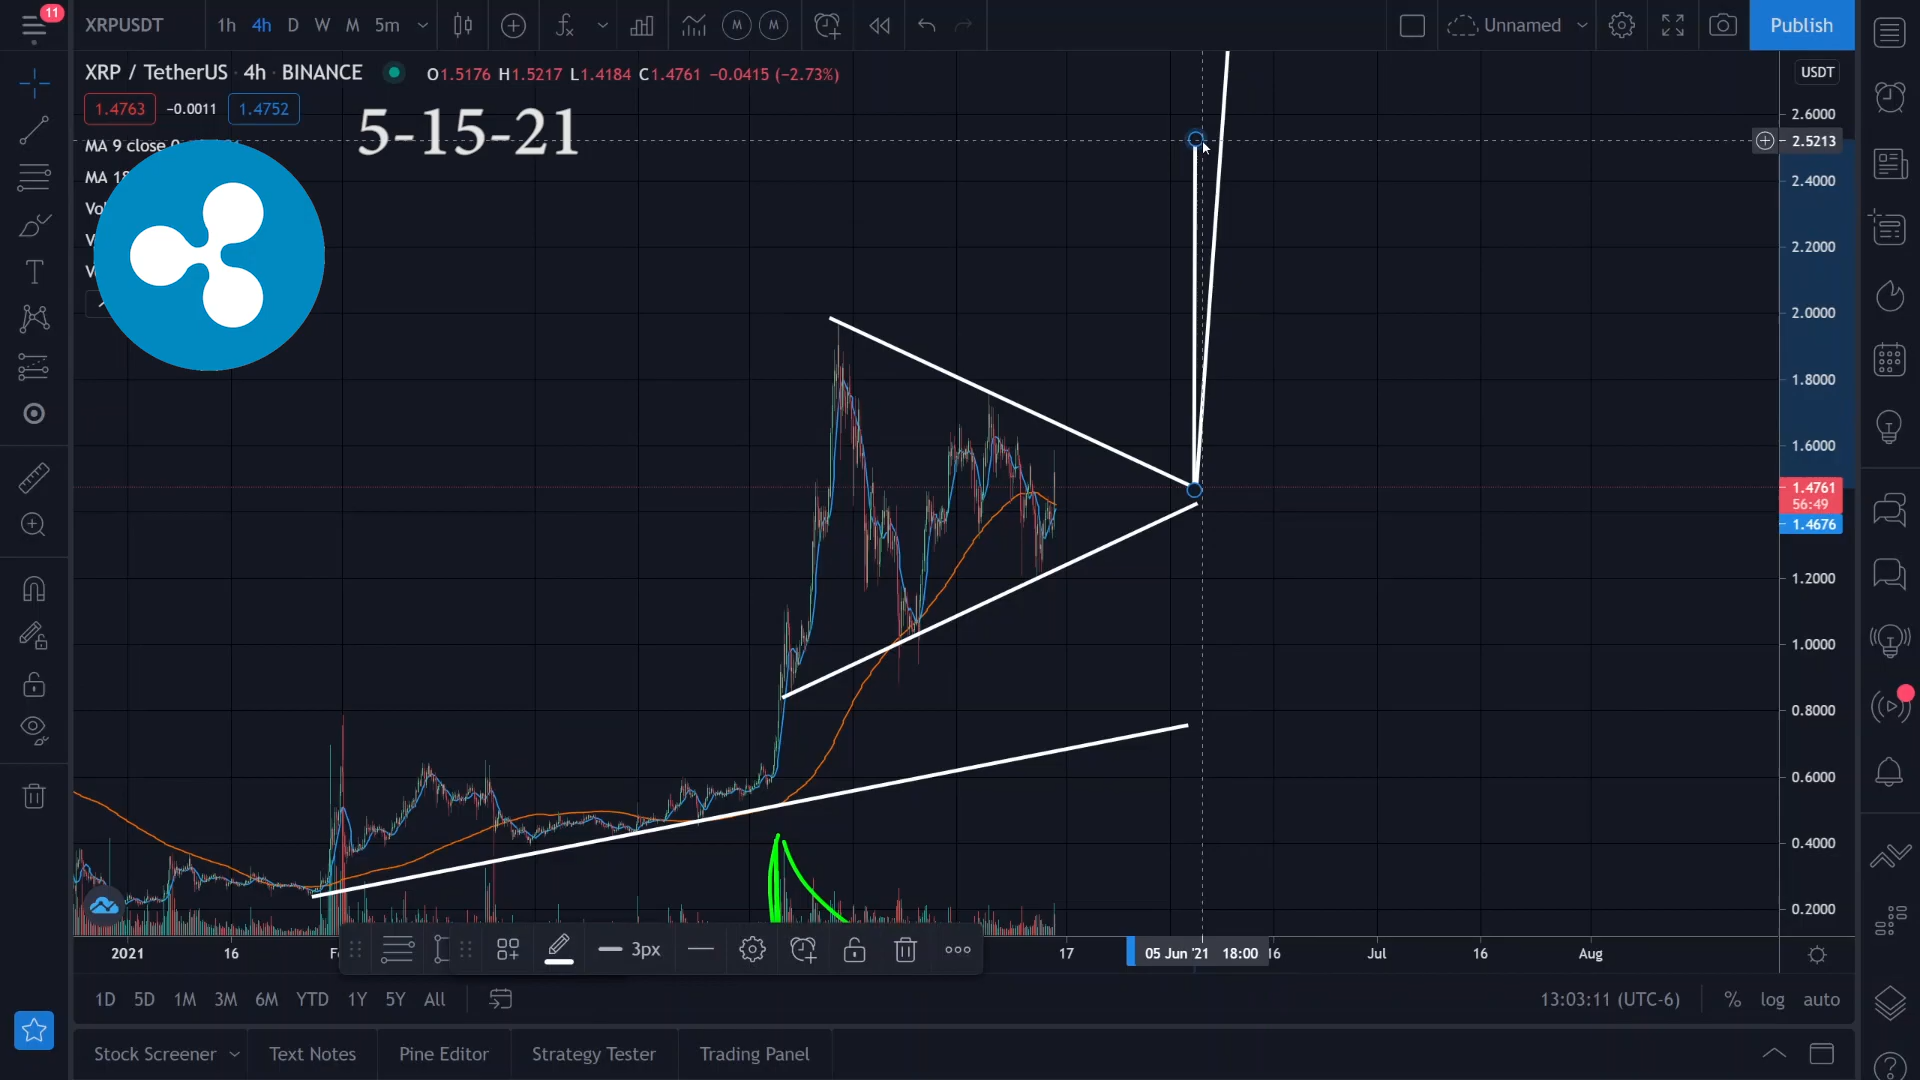 11
XRPUSDT
1h 4h D W M 5m
M M
Unnamed
Publish
XRP / TetherUS · 4h · BINANCE
O1.5176 H1.5217 L1.4184 C1.4761 −0.0415 (−2.73%)
USDT
1.4763 −0.0011 1.4752
5-15-21
MA 9 close
MA
2.6000
2.5213
2.4000
2.2000
2.0000
1.8000
1.6000
1.4761
56:49
1.4676
1.2000
1.0000
0.8000
0.6000
0.4000
0.2000
2021 16 17 05 Jun '21 18:00 16 Jul 16 Aug
3px
1D 5D 1M 3M 6M YTD 1Y 5Y All
13:03:11 (UTC-6) % log auto
Stock Screener Text Notes Pine Editor Strategy Tester Trading Panel